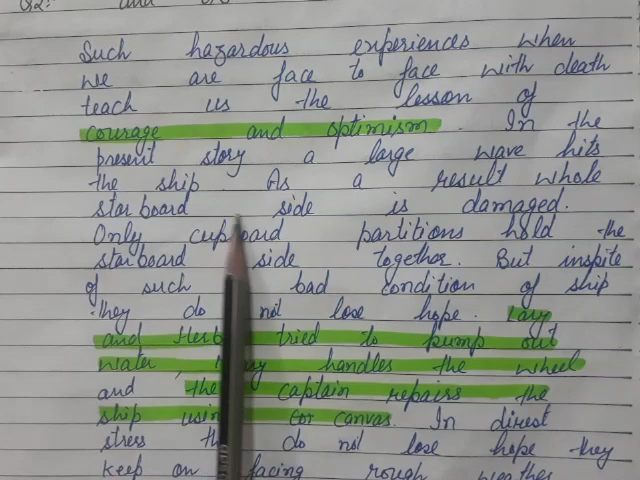 Q2:
and
Such hazardous experiences when
we are face to face with death
teach us the lesson of
courage and optimism. In the
present story a large wave hits
the ship. As a result whole
starboard side is damaged.
Only cupboard partitions hold the
starboard side together. But inspite
of such bad condition of ship
they do not lose hope. Lary
and Herb tried to pump out
water, handles the wheel
and the captain repairs the
ship canvas. In direst
stress do not lose hope they
keep on facing rough weather